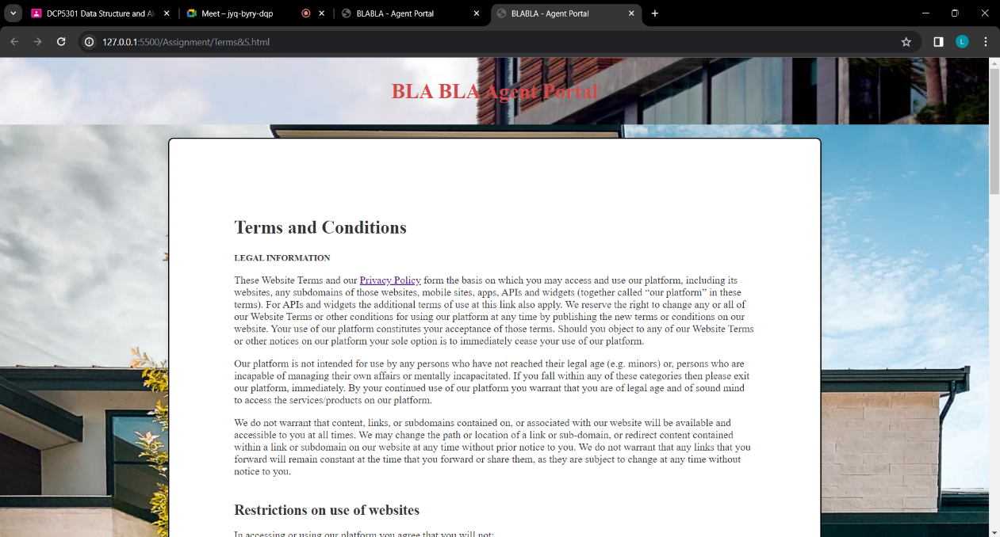 DCP5301 Data Structure and Al
Meet – jyq-byry-dqp
BLABLA - Agent Portal
BLABLA - Agent Portal
127.0.0.1:5500/Assignment/Terms&S.html
L
BLA BLA Agent Portal
Terms and Conditions
LEGAL INFORMATION
These Website Terms and our Privacy Policy form the basis on which you may access and use our platform, including its
websites, any subdomains of those websites, mobile sites, apps, APIs and widgets (together called “our platform” in these
terms). For APIs and widgets the additional terms of use at this link also apply. We reserve the right to change any or all of
our Website Terms or other conditions for using our platform at any time by publishing the new terms or conditions on our
website. Your use of our platform constitutes your acceptance of those terms. Should you object to any of our Website Terms
or other notices on our platform your sole option is to immediately cease your use of our platform.
Our platform is not intended for use by any persons who have not reached their legal age (e.g. minors) or, persons who are
incapable of managing their own affairs or mentally incapacitated. If you fall within any of these categories then please exit
our platform, immediately. By your continued use of our platform you warrant that you are of legal age and of sound mind
to access the services/products on our platform.
We do not warrant that content, links, or subdomains contained on, or associated with our website will be available and
accessible to you at all times. We may change the path or location of a link or sub-domain, or redirect content contained
within a link or subdomain on our website at any time without prior notice to you. We do not warrant that any links that you
forward will remain constant at the time that you forward or share them, as they are subject to change at any time without
notice to you.
Restrictions on use of websites
In accessing or using our platform you agree that you will not: